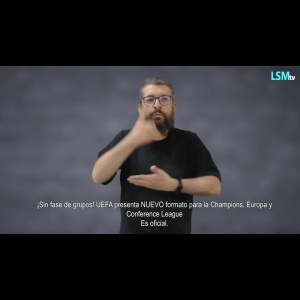 LSMtv
¡Sin fase de grupos! UEFA presenta NUEVO formato para la Champions, Europa y
Conference League
Es oficial.